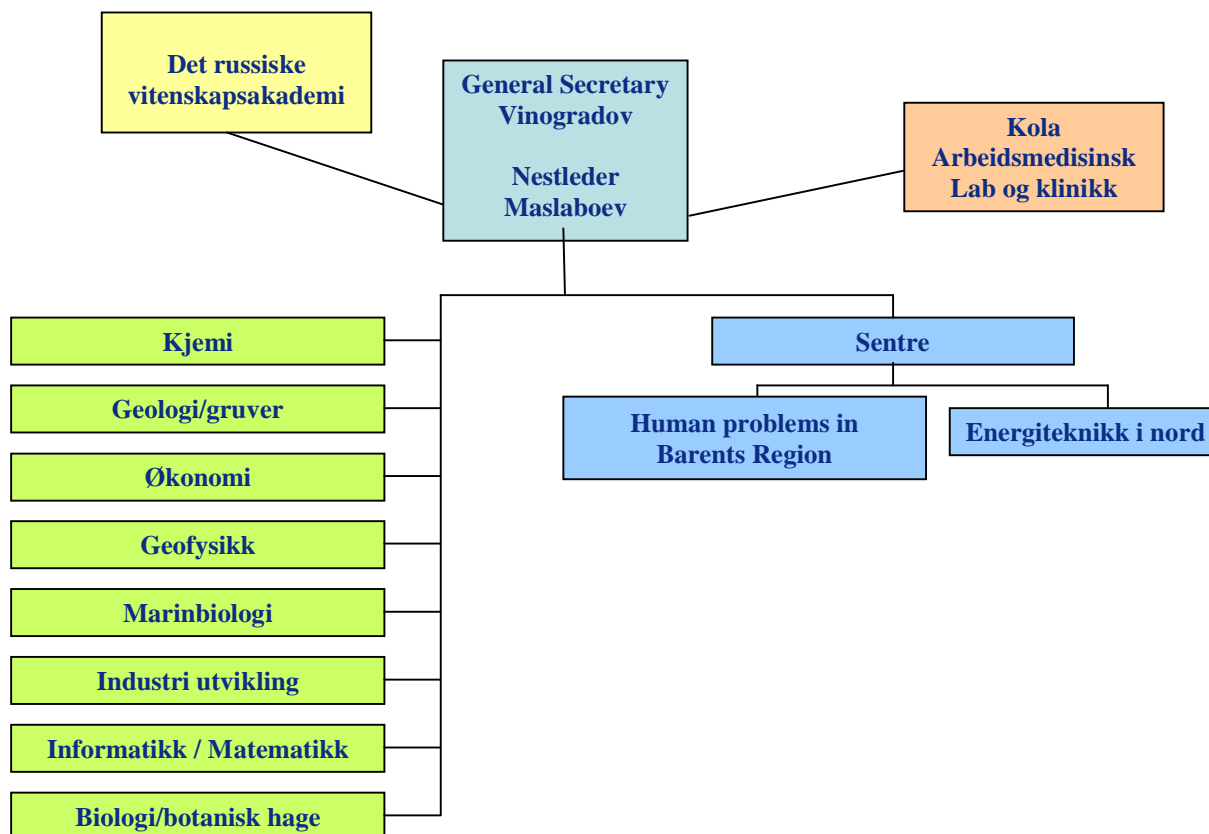 Det russiske
vitenskapsakademi
General Secretary
Vinogradov
Nestleder
Maslaboev
Kola
Arbeidsmedisinsk
Lab og klinikk
Kjemi
Geologi/gruver
Økonomi
Geofysikk
Marinbiologi
Industri utvikling
Informatikk / Matematikk
Biologi/botanisk hage
Sentre
Human problems in
Barents Region
Energiteknikk i nord